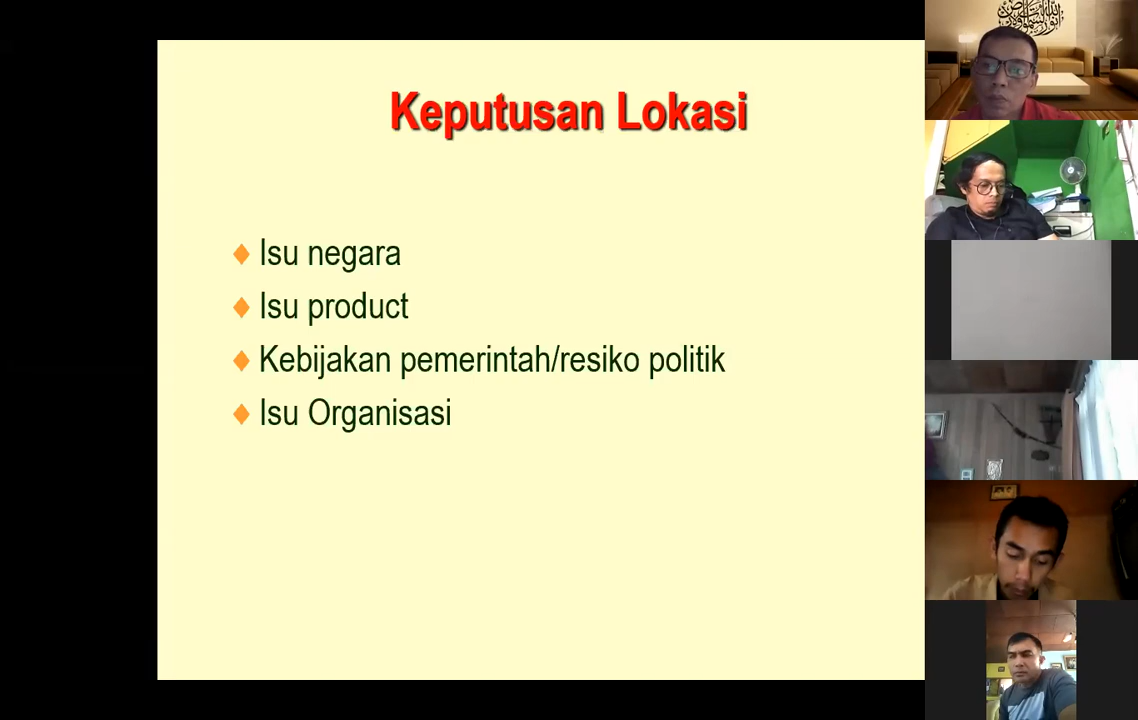 Keputusan Lokasi
Isu negara
Isu product
Kebijakan pemerintah/resiko politik
Isu Organisasi